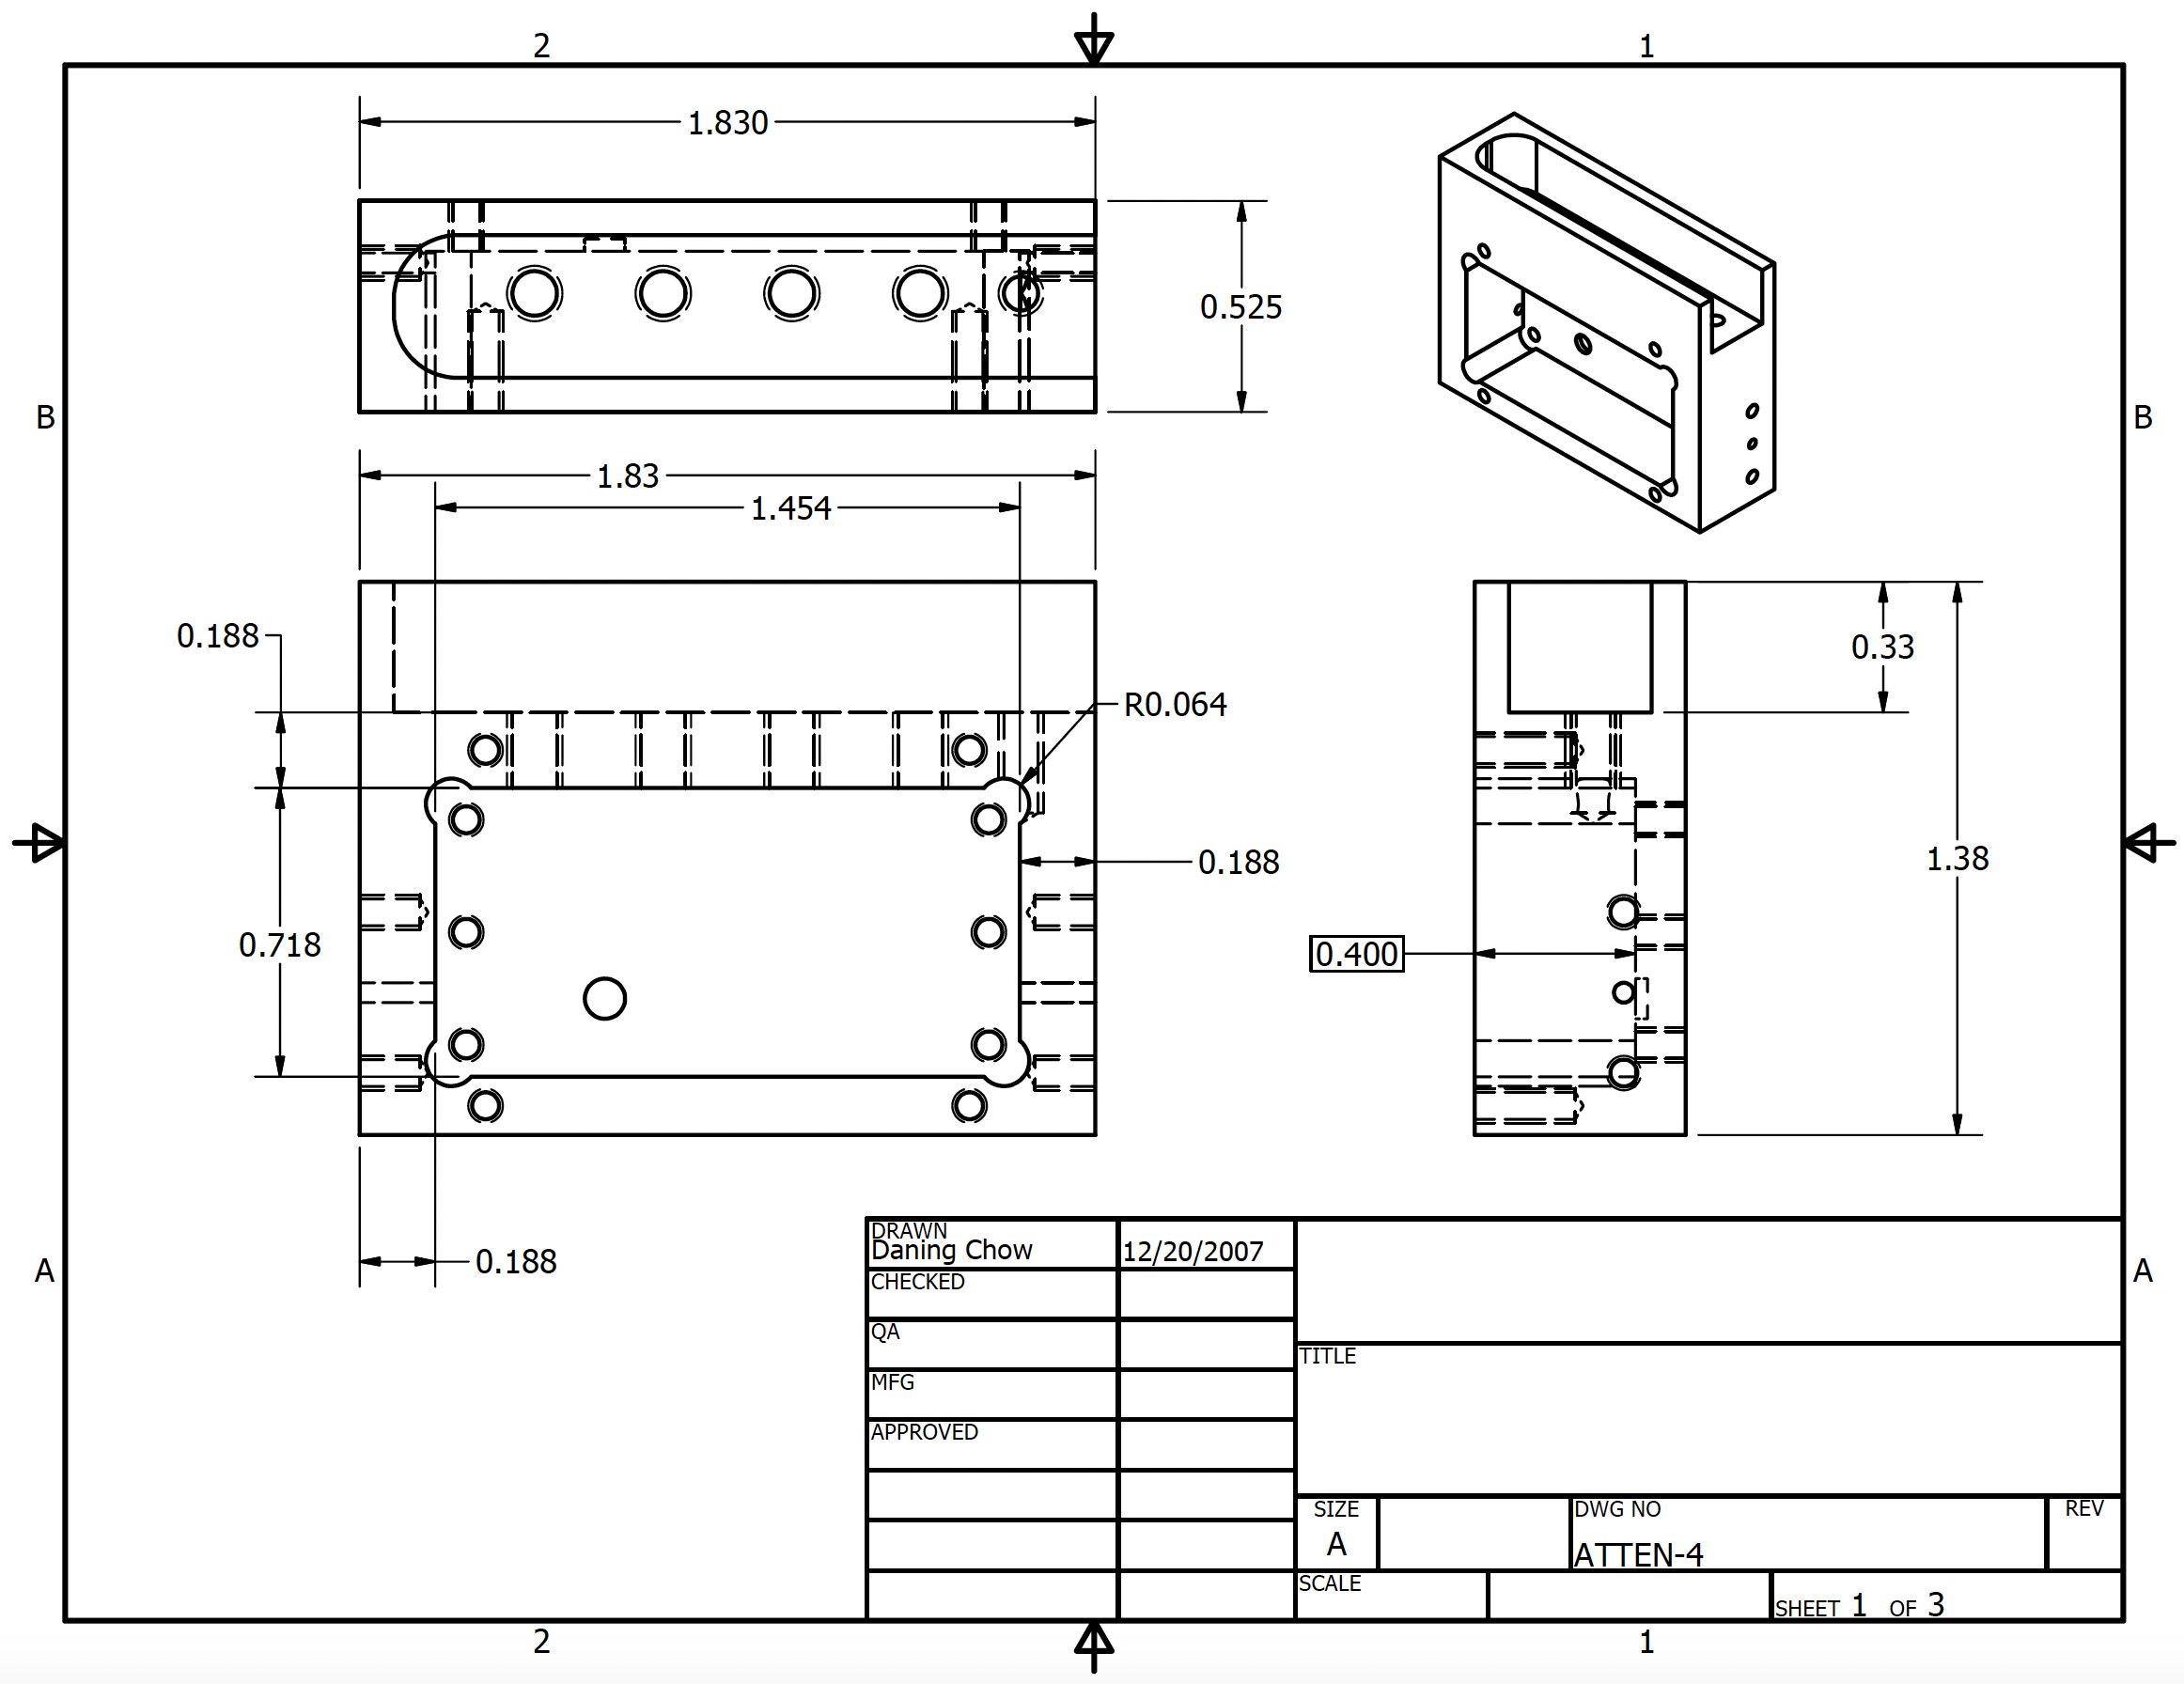 2
1
1.830
0.525
B
B
1.83
1.454
0.188
R0.064
0.33
0.188
1.38
0.718
0.400
0.188
A
A
DRAWN
Daning Chow
12/20/2007
CHECKED
QA
MFG
APPROVED
TITLE
SIZE
A
DWG NO
ATTEN-4
REV
SCALE
SHEET 1 OF 3
2
1